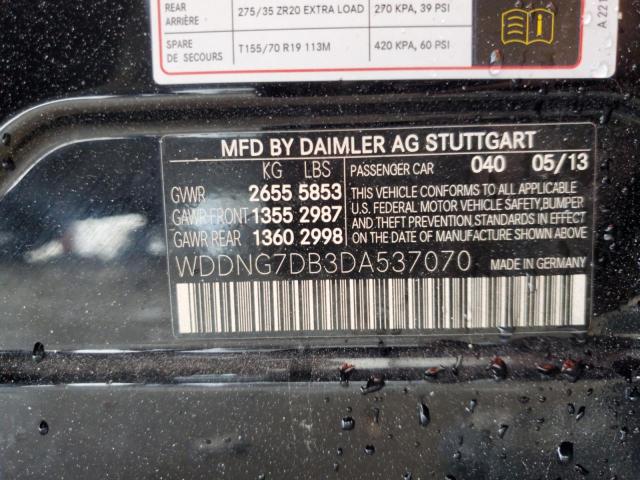 REAR
ARRIÈRE
275/35 ZR20 EXTRA LOAD
270 KPA, 39 PSI
SPARE
DE SECOURS
T155/70 R19 113M
420 KPA, 60 PSI
A 221
MFD BY DAIMLER AG STUTTGART
KG LBS
PASSENGER CAR 040 05/13
GVWR 2655 5853
GAWR FRONT 1355 2987
GAWR REAR 1360 2998
THIS VEHICLE CONFORMS TO ALL APPLICABLE
U.S. FEDERAL MOTOR VEHICLE SAFETY,BUMPER
AND THEFT PREVENTION STANDARDS IN EFFECT
ON THE DATE OF MANUFACTURE SHOWN ABOVE
WDDNG7DB3DA537070 MADE IN GERMANY